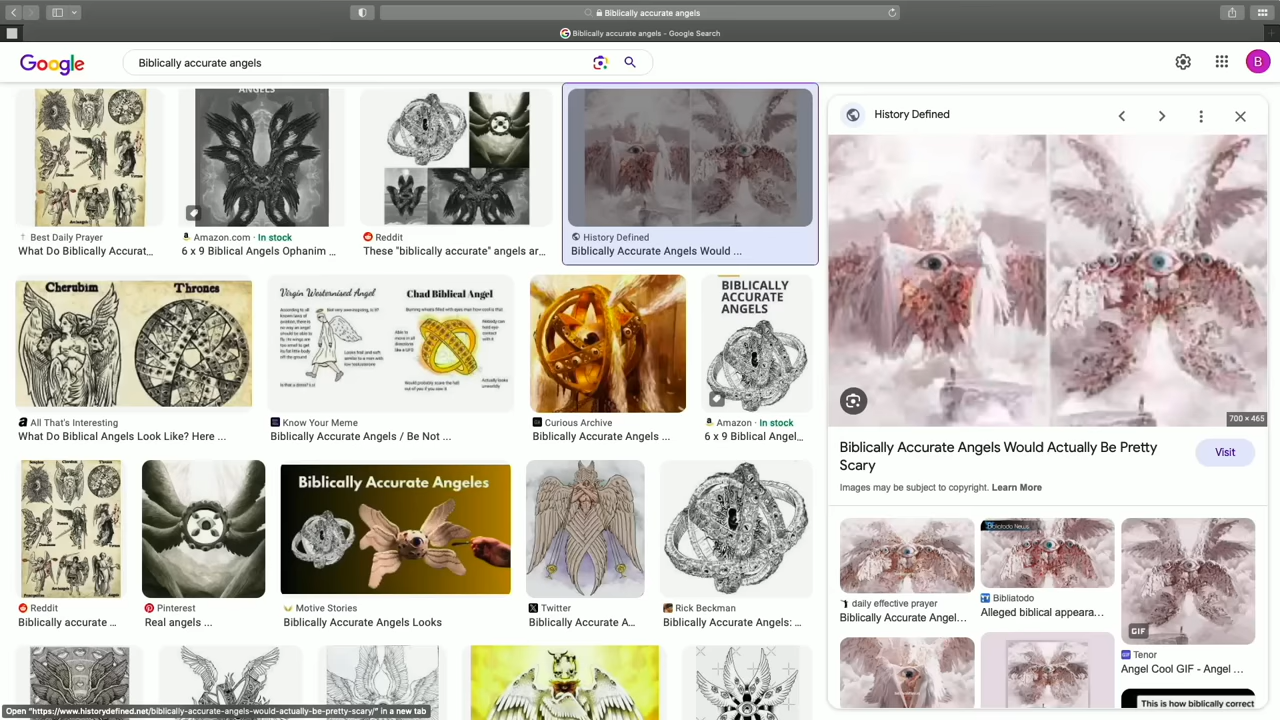 Biblically accurate angels
Biblically accurate angels - Google Search
Google
Biblically accurate angels
B
History Defined
ANGELS
Best Daily Prayer
What Do Biblically Accurat...
Amazon.com · In stock
6 x 9 Biblical Angels Ophanim ...
Reddit
These "biblically accurate" angels ar...
History Defined
Biblically Accurate Angels Would ...
700 × 465
Biblically Accurate Angels Would Actually Be Pretty
Scary
Visit
Images may be subject to copyright. Learn More
Cherubim
Thrones
Virgin Westernised Angel
Chad Biblical Angel
BIBLICALLY
ACCURATE
ANGELS
All That's Interesting
What Do Biblical Angels Look Like? Here ...
Know Your Meme
Biblically Accurate Angels / Be Not ...
Curious Archive
Biblically Accurate Angels ...
Amazon · In stock
6 x 9 Biblical Angel...
Biblically Accurate Angeles
Reddit
Biblically accurate ...
Pinterest
Real angels ...
Motive Stories
Biblically Accurate Angels Looks
Twitter
Biblically Accurate A...
Rick Beckman
Biblically Accurate Angels: ...
daily effective prayer
Biblically Accurate Angel...
Bibliatodo News
Bibliatodo
Alleged biblical appeara...
GIF
Tenor
Angel Cool GIF - Angel ...
This is how biblically correct
Open "https://www.historydefined.net/biblically-accurate-angels-would-actually-be-pretty-scary/" in a new tab